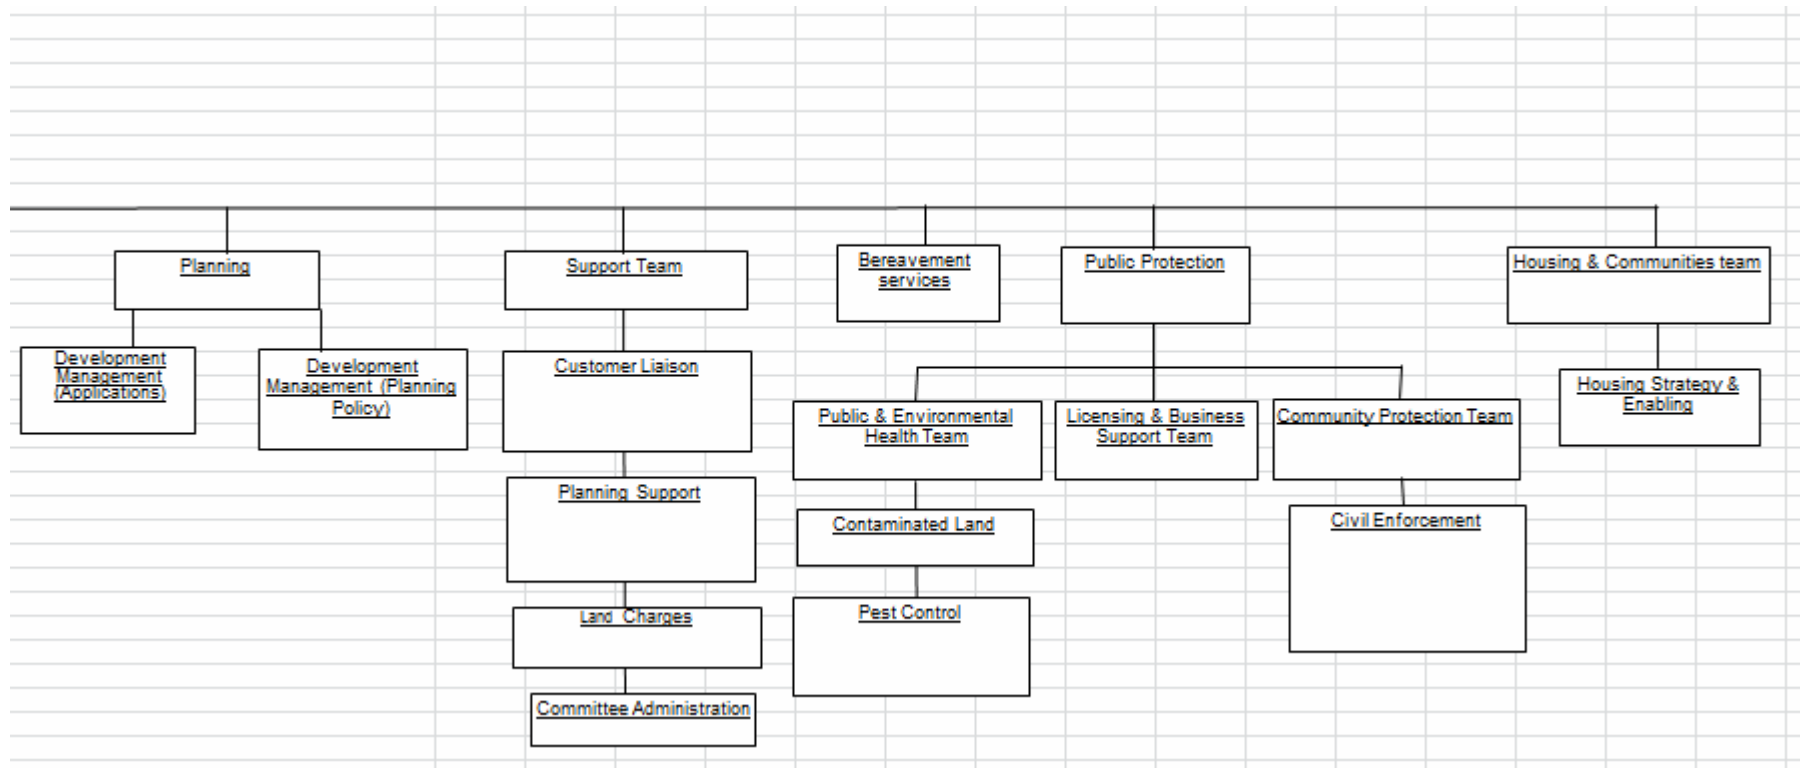 Planning
Support Team
Bereavement
services
Public Protection
Housing & Communities team
Development
Management
(Applications)
Development
Management (Planning
Policy)
Customer Liaison
Housing Strategy &
Enabling
Public & Environmental
Health Team
Licensing & Business
Support Team
Community Protection Team
Planning Support
Contaminated Land
Civil Enforcement
Land Charges
Pest Control
Committee Administration